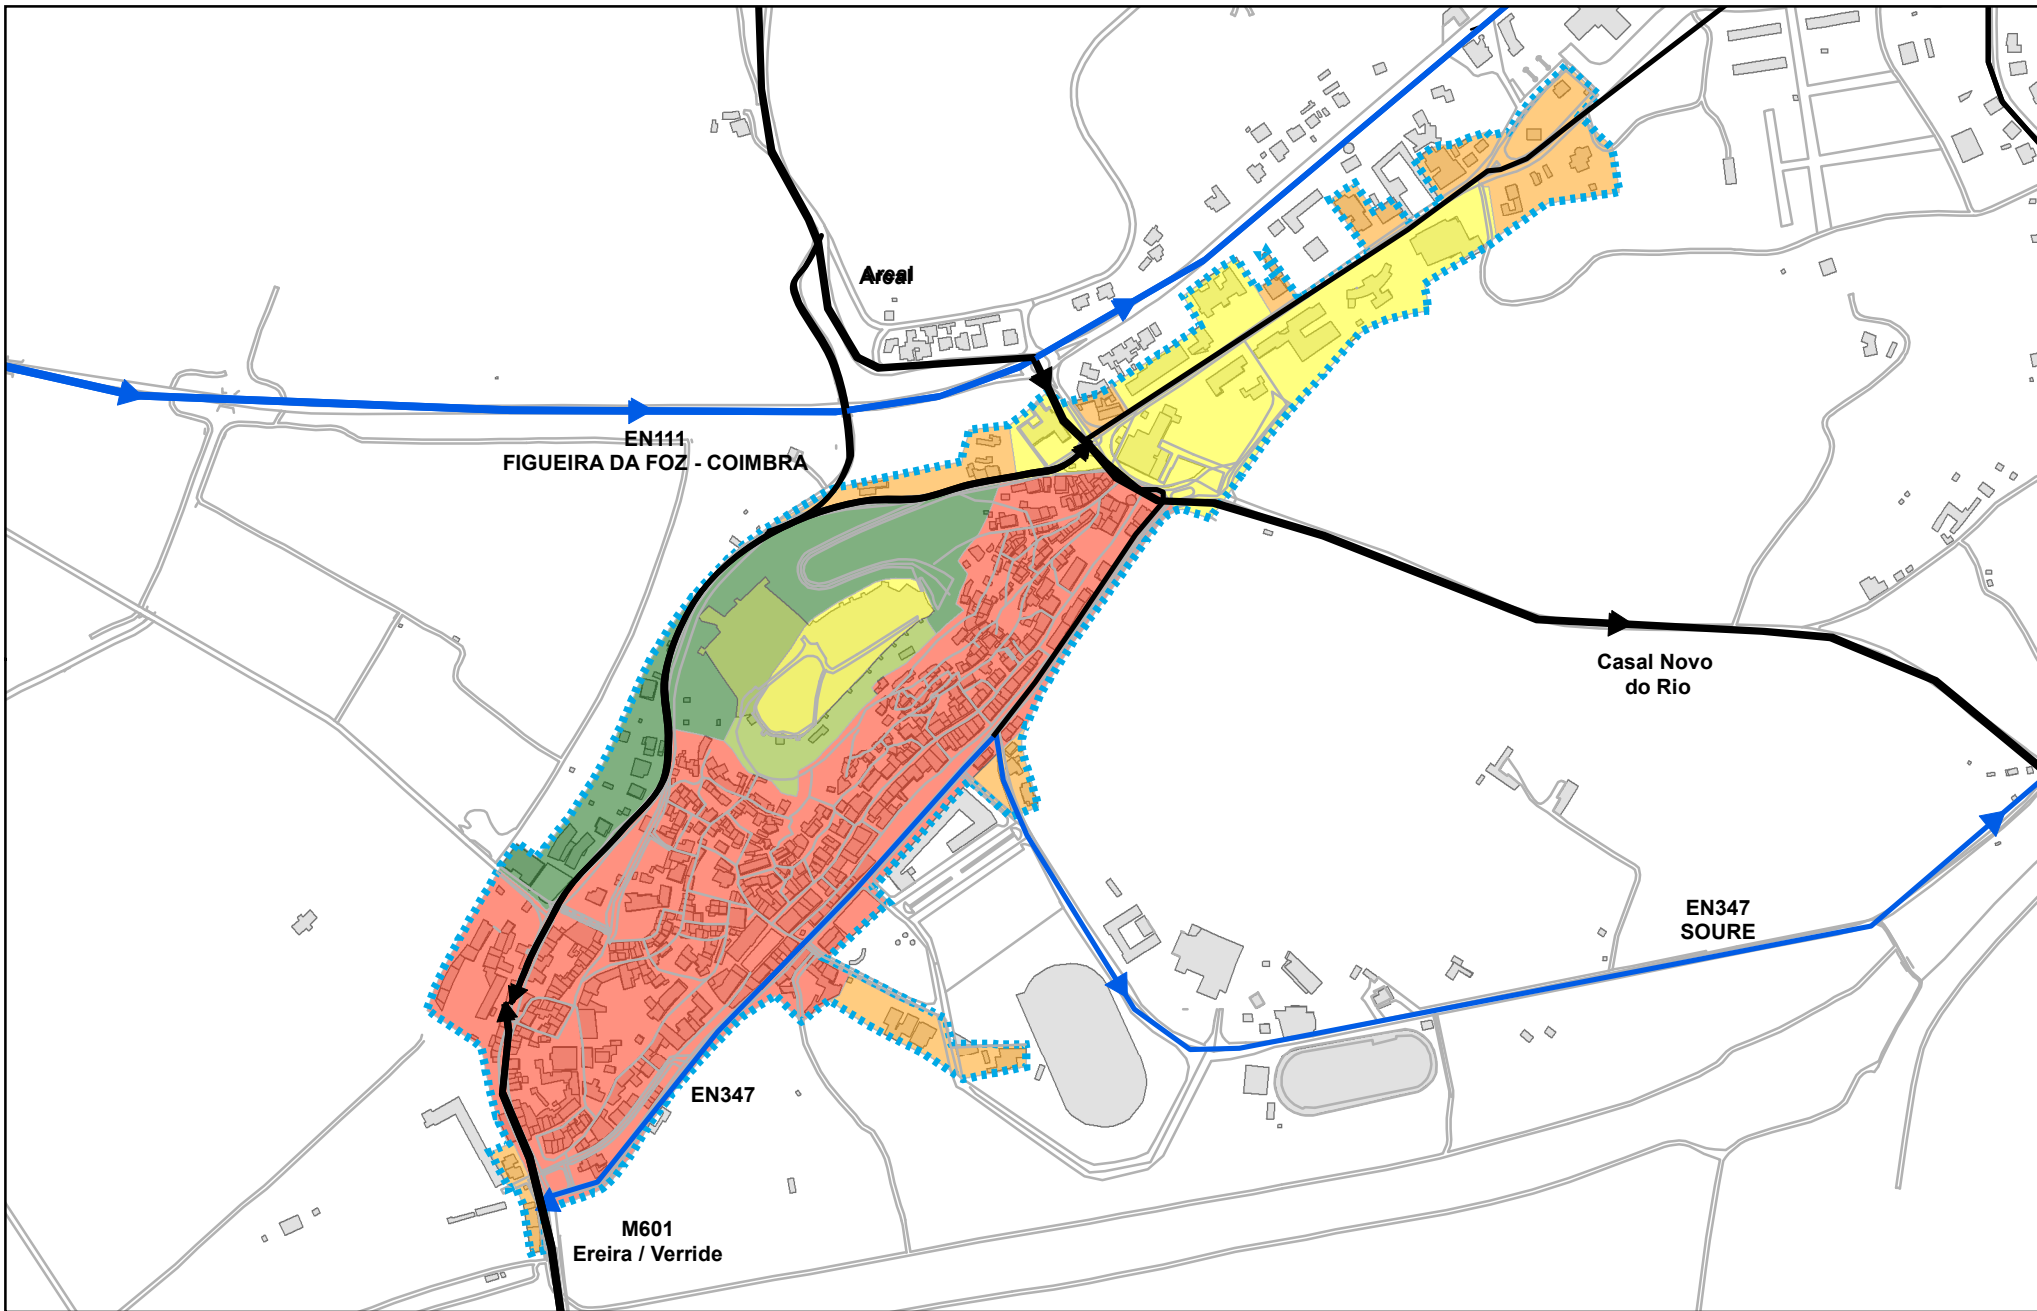 Areal
EN111
FIGUEIRA DA FOZ - COIMBRA
Casal Novo
do Rio
EN347
SOURE
EN347
M601
Ereira / Verride